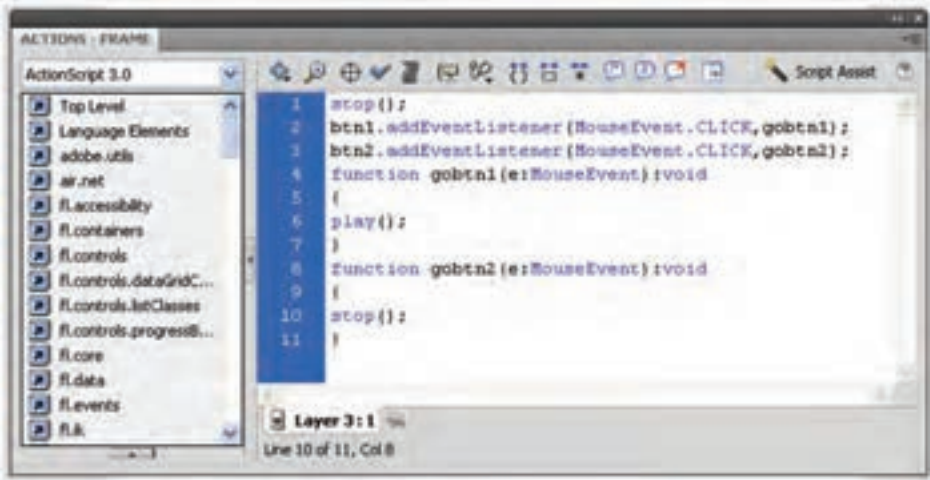 ACTIONS - FRAME
ActionScript 3.0
Script Assist
Top Level
Language Elements
adobe.utils
air.net
fl.accessibility
fl.containers
fl.controls
fl.controls.dataGridC...
fl.controls.listClasses
fl.controls.progressB...
fl.core
fl.data
fl.events
fl.ik
1 stop();
2 btn1.addEventListener(MouseEvent.CLICK,gobtn1);
3 btn2.addEventListener(MouseEvent.CLICK,gobtn2);
4 function gobtn1(e:MouseEvent):void
5 {
6 play();
7 }
8 function gobtn2(e:MouseEvent):void
9 {
10 stop();
11 }
Layer 3:1
Line 10 of 11, Col 8